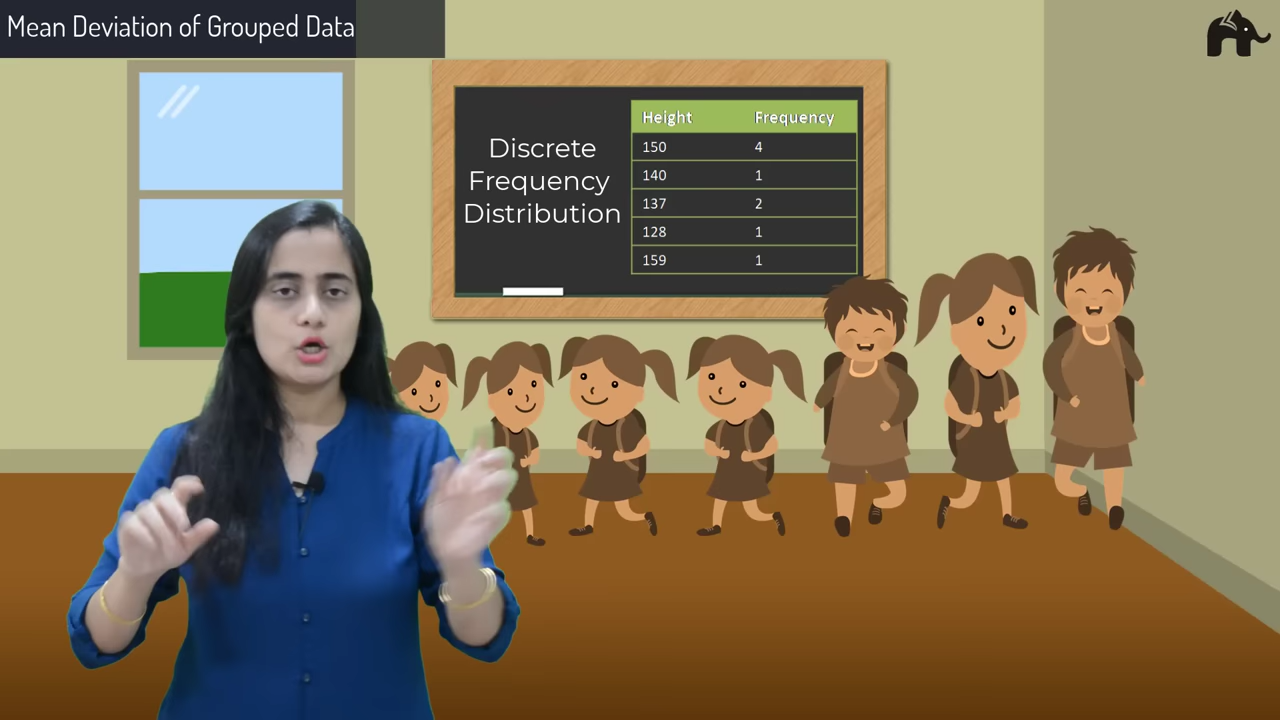 Mean Deviation of Grouped Data
Discrete
Frequency
Distribution
Height Frequency
150 4
140 1
137 2
128 1
159 1